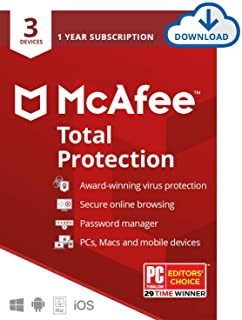 3
DEVICES
1 YEAR SUBSCRIPTION
DOWNLOAD
McAfee™
Total
Protection
Award-winning virus protection
Secure online browsing
Password manager
PCs, Macs and mobile devices
PC
EDITORS'
CHOICE
29 TIME WINNER
Mac
iOS